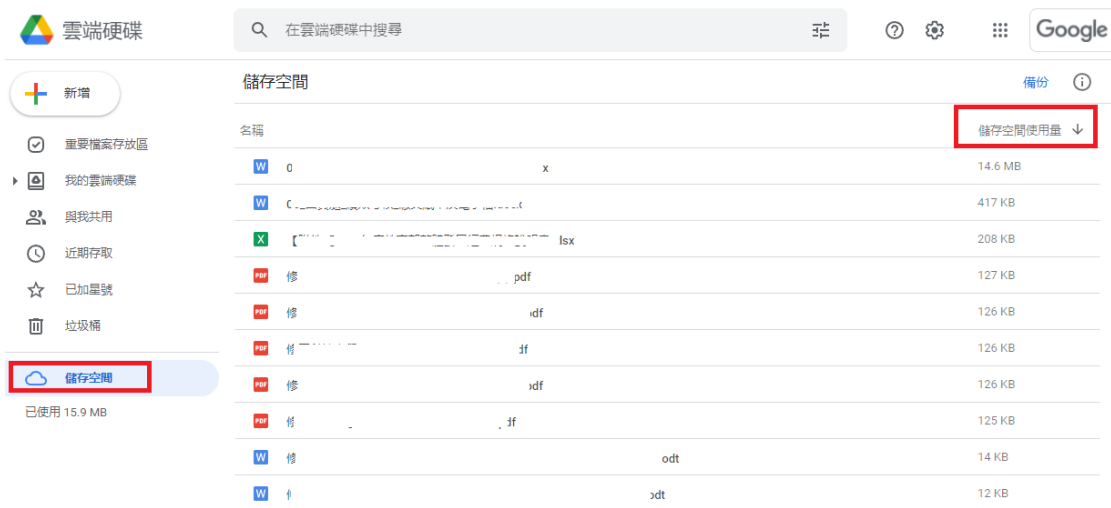 雲端硬碟
在雲端硬碟中搜尋
Google
新增
儲存空間
備份
名稱
儲存空間使用量
重要檔案存放區
我的雲端硬碟
與我共用
近期存取
已加星號
垃圾桶
儲存空間
已使用 15.9 MB
W 0 x 14.6 MB
W 417 KB
X lsx 208 KB
PDF 修 pdf 127 KB
PDF 修 df 126 KB
PDF 126 KB
PDF 修 df 126 KB
PDF 125 KB
W 修 odt 14 KB
W 12 KB